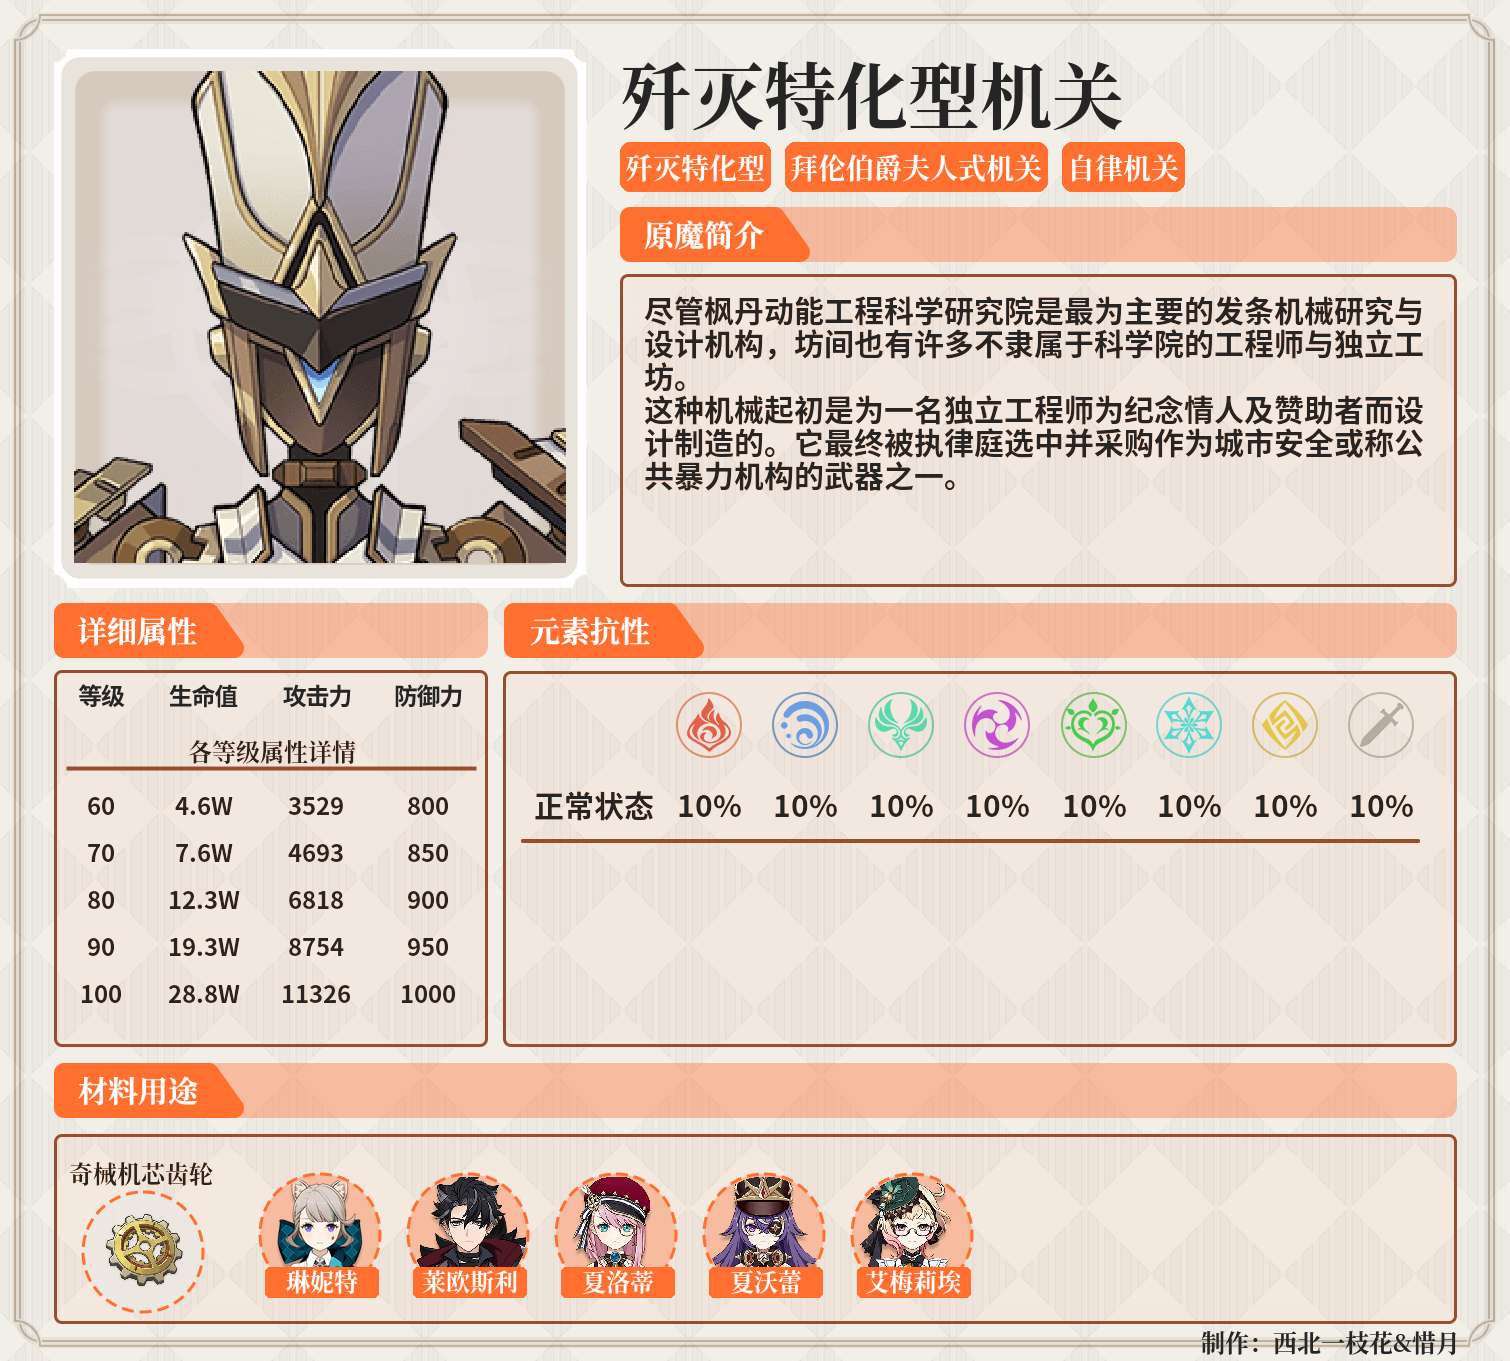 歼灭特化型机关
歼灭特化型 拜伦伯爵夫人式机关 自律机关
原魔简介
尽管枫丹动能工程科学研究院是最为主要的发条机械研究与
设计机构，坊间也有许多不隶属于科学院的工程师与独立工
坊。
这种机械起初是为一名独立工程师为纪念情人及赞助者而设
计制造的。它最终被执律庭选中并采购作为城市安全或称公
共暴力机构的武器之一。
详细属性
等级 生命值 攻击力 防御力
各等级属性详情
60 4.6W 3529 800
70 7.6W 4693 850
80 12.3W 6818 900
90 19.3W 8754 950
100 28.8W 11326 1000
元素抗性
正常状态 10% 10% 10% 10% 10% 10% 10% 10%
材料用途
奇械机芯齿轮
琳妮特 莱欧斯利 夏洛蒂 夏沃蕾 艾梅莉埃
制作：西北一枝花&惜月